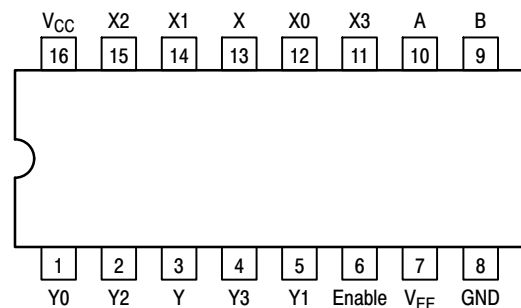 VCC X2 X1 X X0 X3 A B
16 15 14 13 12 11 10 9
1 2 3 4 5 6 7 8
Y0 Y2 Y Y3 Y1 Enable VEE GND